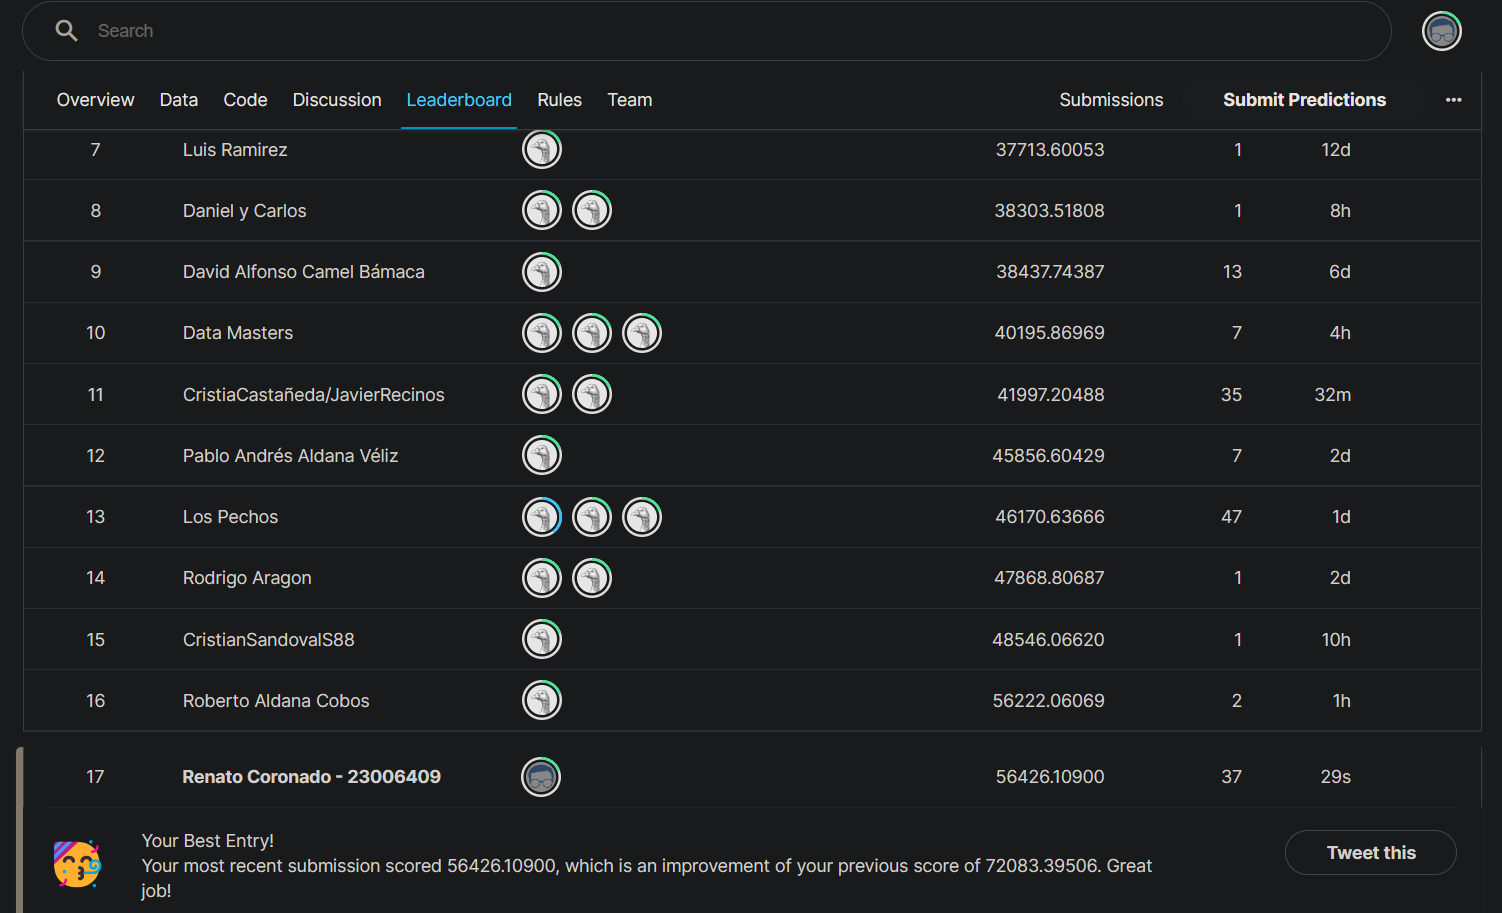 Search
Overview Data Code Discussion Leaderboard Rules Team Submissions Submit Predictions •••
7 Luis Ramirez 37713.60053 1 12d
8 Daniel y Carlos 38303.51808 1 8h
9 David Alfonso Camel Bámaca 38437.74387 13 6d
10 Data Masters 40195.86969 7 4h
11 CristiaCastañeda/JavierRecinos 41997.20488 35 32m
12 Pablo Andrés Aldana Véliz 45856.60429 7 2d
13 Los Pechos 46170.63666 47 1d
14 Rodrigo Aragon 47868.80687 1 2d
15 CristianSandovalS88 48546.06620 1 10h
16 Roberto Aldana Cobos 56222.06069 2 1h
17 Renato Coronado - 23006409 56426.10900 37 29s
Your Best Entry!
Your most recent submission scored 56426.10900, which is an improvement of your previous score of 72083.39506. Great
job!
Tweet this